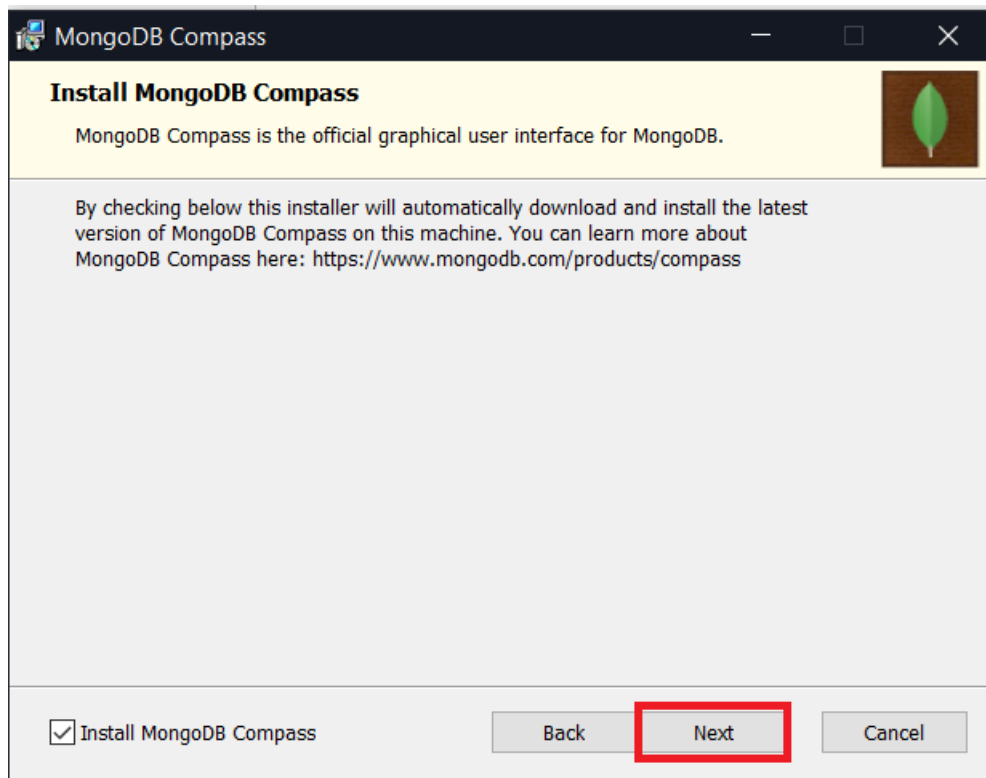 MongoDB Compass
Install MongoDB Compass
MongoDB Compass is the official graphical user interface for MongoDB.
By checking below this installer will automatically download and install the latest
version of MongoDB Compass on this machine. You can learn more about
MongoDB Compass here: https://www.mongodb.com/products/compass
Install MongoDB Compass
Back
Next
Cancel